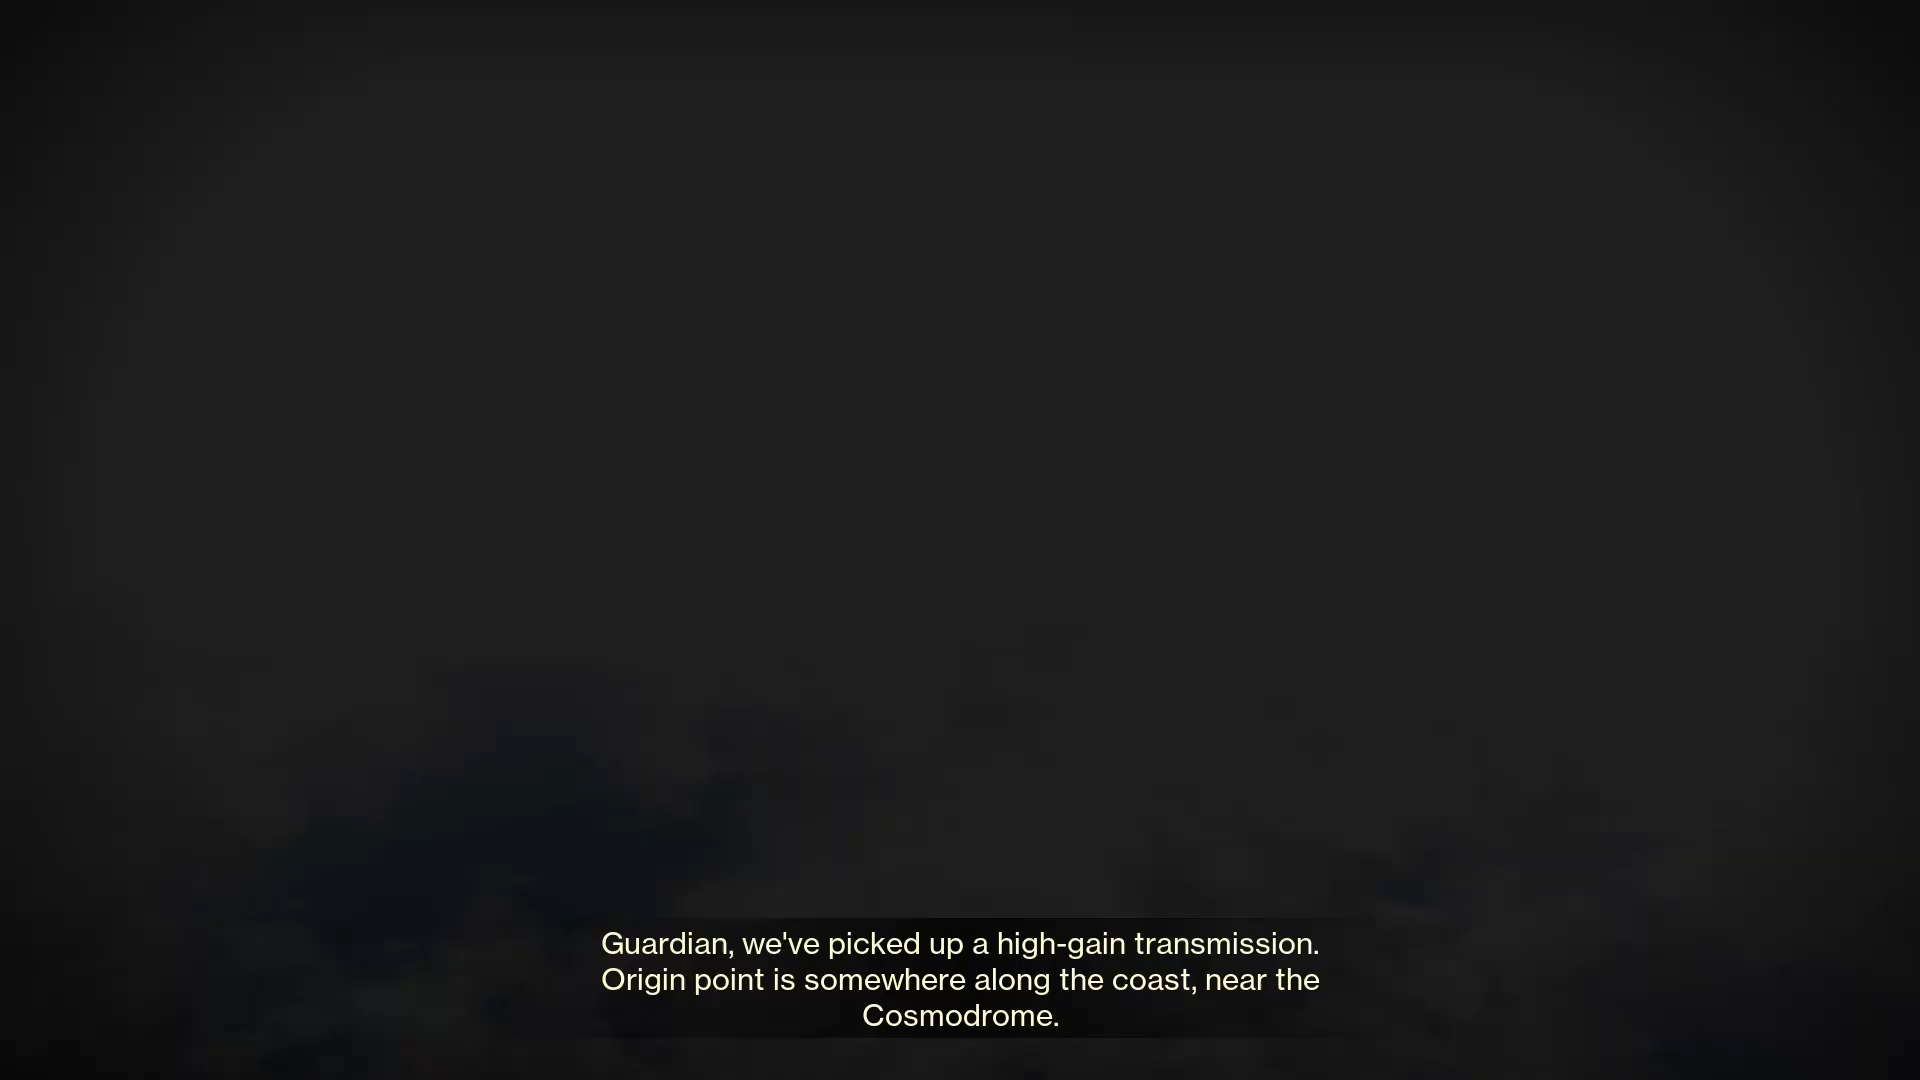 Guardian, we've picked up a high-gain transmission.
Origin point is somewhere along the coast, near the
Cosmodrome.